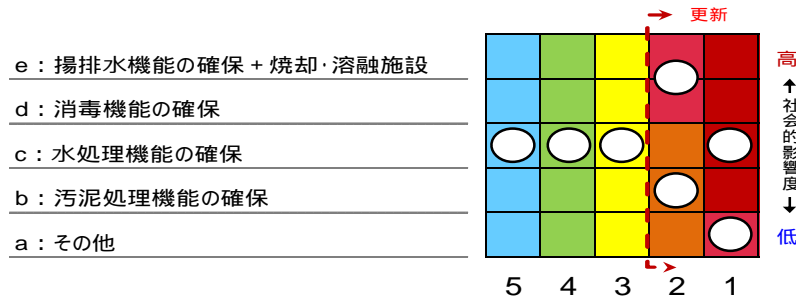 更新
e：揚排水機能の確保 + 焼却･溶融施設
d：消毒機能の確保
c：水処理機能の確保
b：汚泥処理機能の確保
a：その他
高
社会的影響度
低
5 4 3 2 1